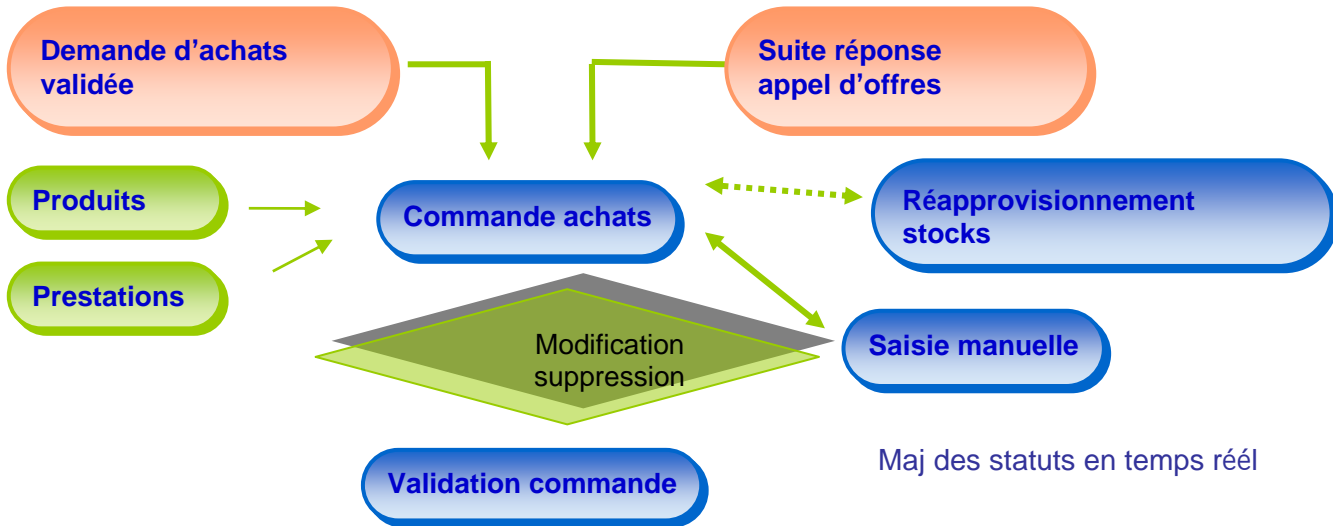 Demande d'achats
validée
Suite réponse
appel d’offres
Produits
Commande achats
Réapprovisionnement
stocks
Prestations
Modification
suppression
Saisie manuelle
Maj des statuts en temps réél
Validation commande